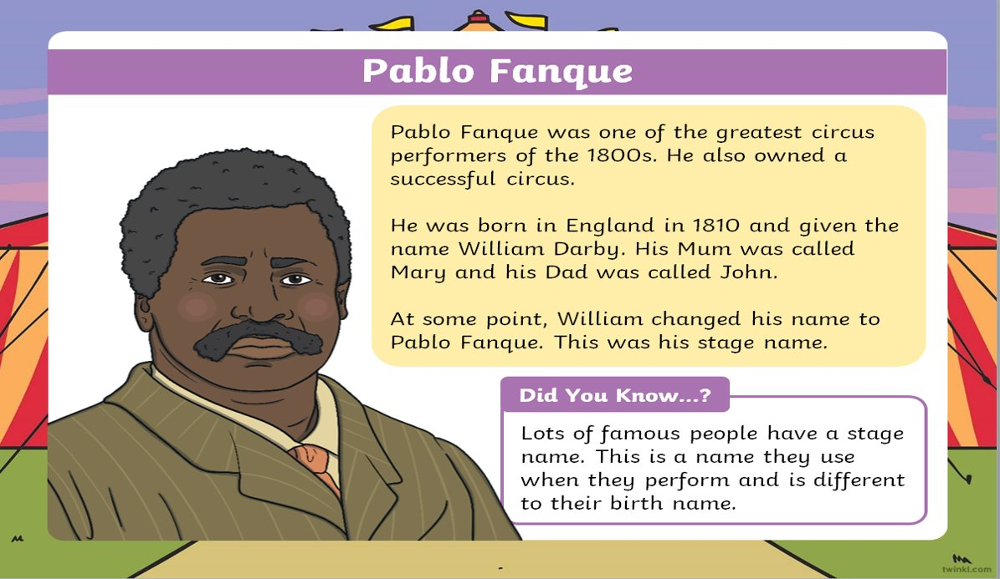 Pablo Fanque
Pablo Fanque was one of the greatest circus
performers of the 1800s. He also owned a
successful circus.
He was born in England in 1810 and given the
name William Darby. His Mum was called
Mary and his Dad was called John.
At some point, William changed his name to
Pablo Fanque. This was his stage name.
Did You Know...?
Lots of famous people have a stage
name. This is a name they use
when they perform and is different
to their birth name.
twinkl.com